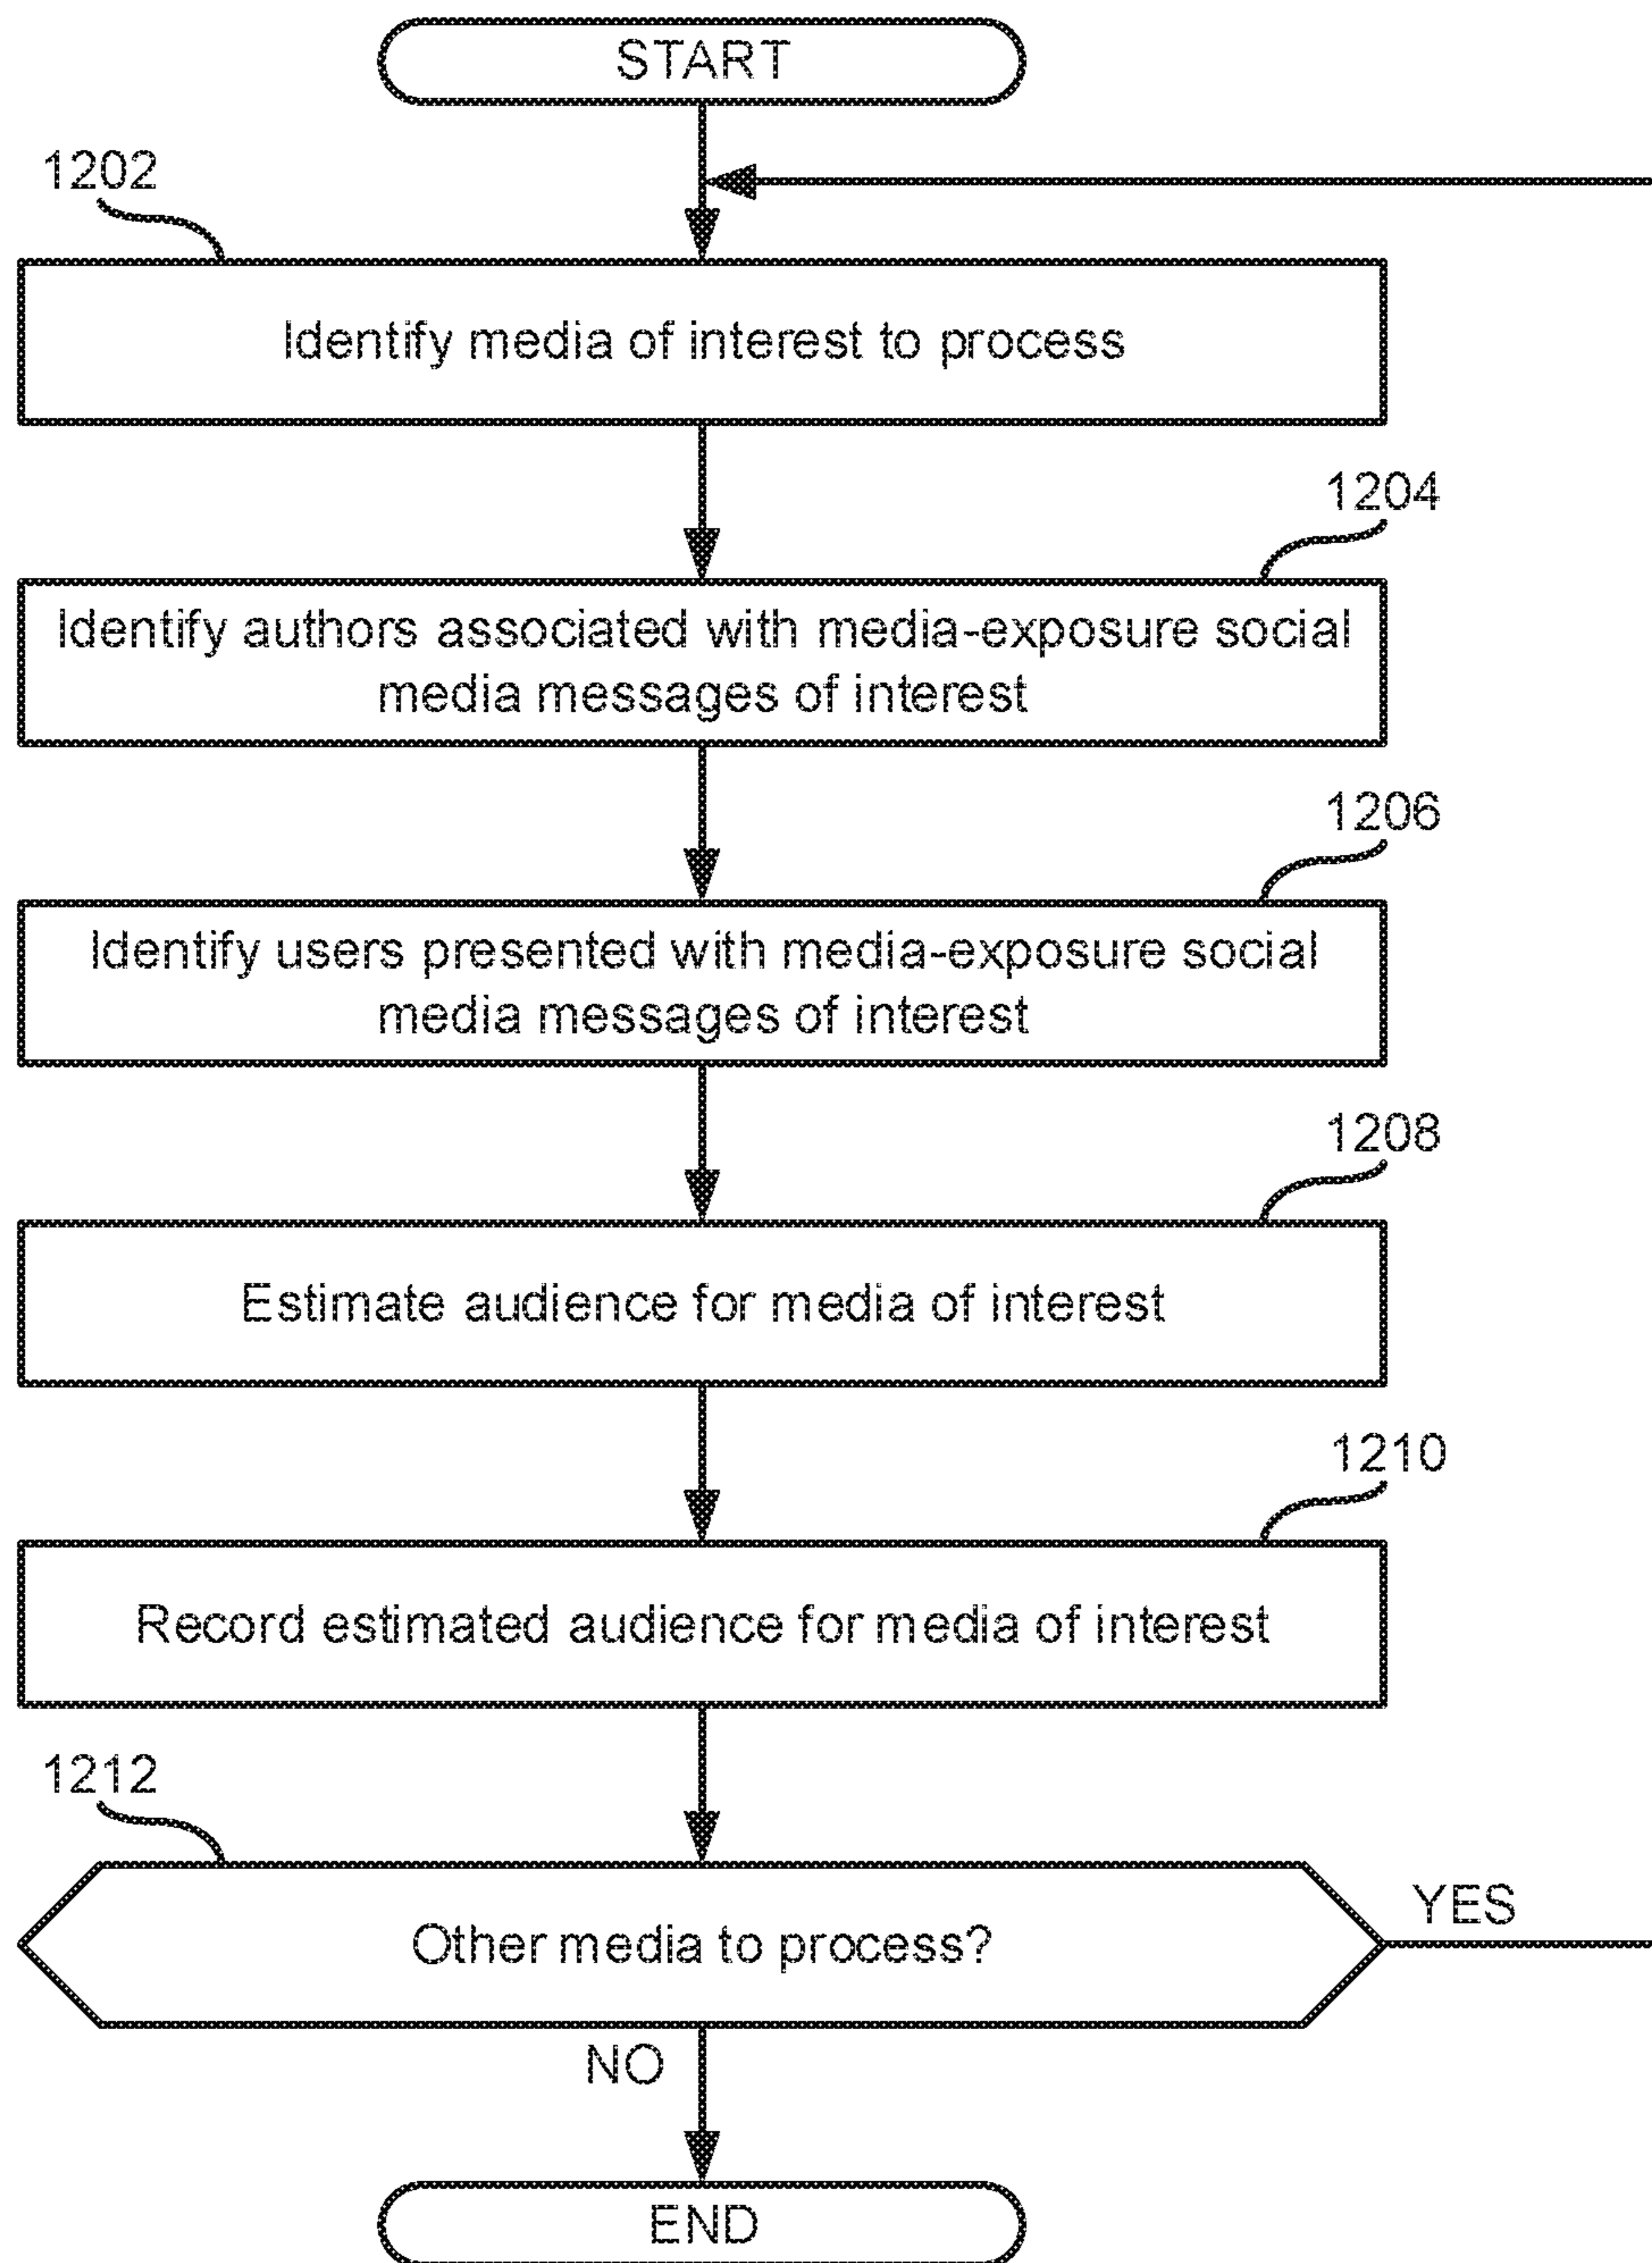 START
1202
Identify media of interest to process
1204
Identify authors associated with media-exposure social
media messages of interest
1206
Identify users presented with media-exposure social
media messages of interest
1208
Estimate audience for media of interest
1210
Record estimated audience for media of interest
1212
Other media to process?
YES
NO
END